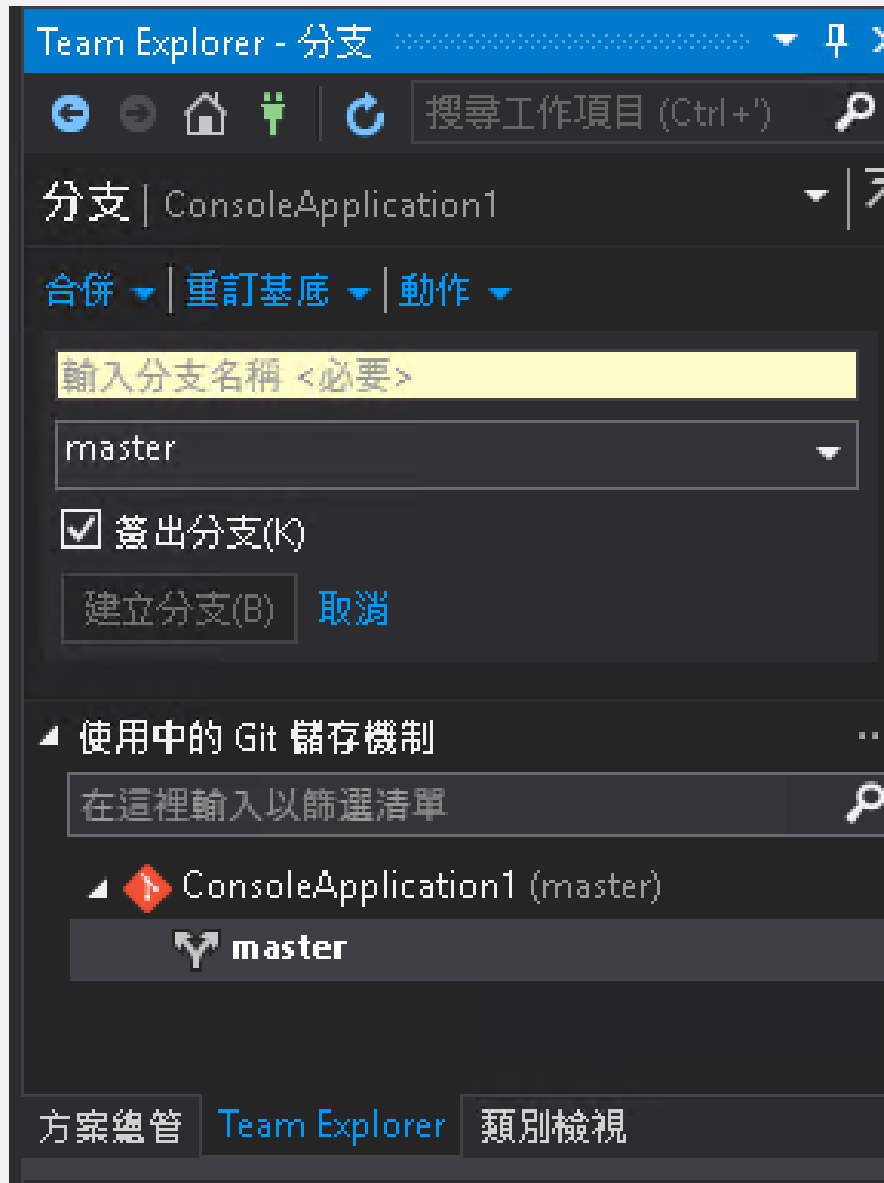 Team Explorer - 分支
搜尋工作項目 (Ctrl+')
分支 | ConsoleApplication1
合併 重訂基底 動作
輸入分支名稱 <必要>
master
簽出分支(K)
建立分支(B) 取消
使用中的 Git 儲存機制
在這裡輸入以篩選清單
ConsoleApplication1 (master)
master
方案總管 Team Explorer 類別檢視